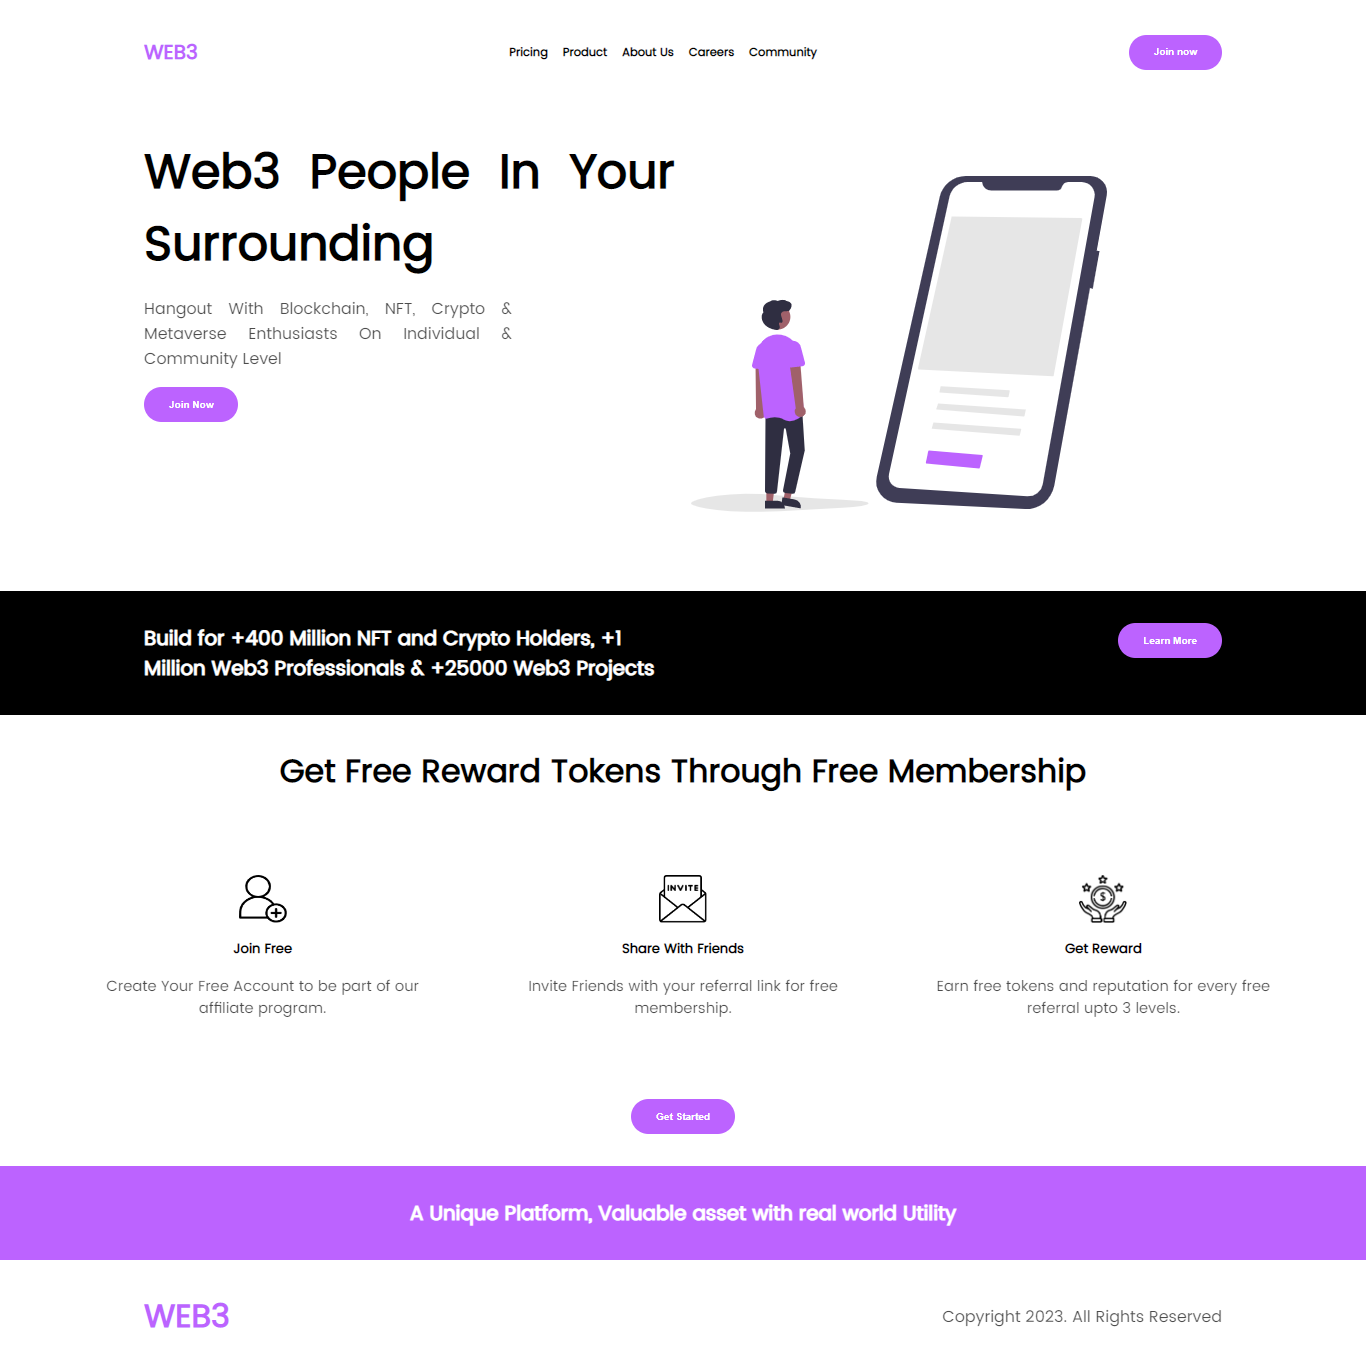 WEB3
Pricing Product About Us Careers Community
Join now
Web3 People In Your
Surrounding
Hangout With Blockchain, NFT, Crypto &
Metaverse Enthusiasts On Individual &
Community Level
Join Now
Build for +400 Million NFT and Crypto Holders, +1
Million Web3 Professionals & +25000 Web3 Projects
Learn More
Get Free Reward Tokens Through Free Membership
INVITE
$
Join Free
Create Your Free Account to be part of our
affiliate program.
Share With Friends
Invite Friends with your referral link for free
membership.
Get Reward
Earn free tokens and reputation for every free
referral upto 3 levels.
Get Started
A Unique Platform, Valuable asset with real world Utility
WEB3
Copyright 2023. All Rights Reserved